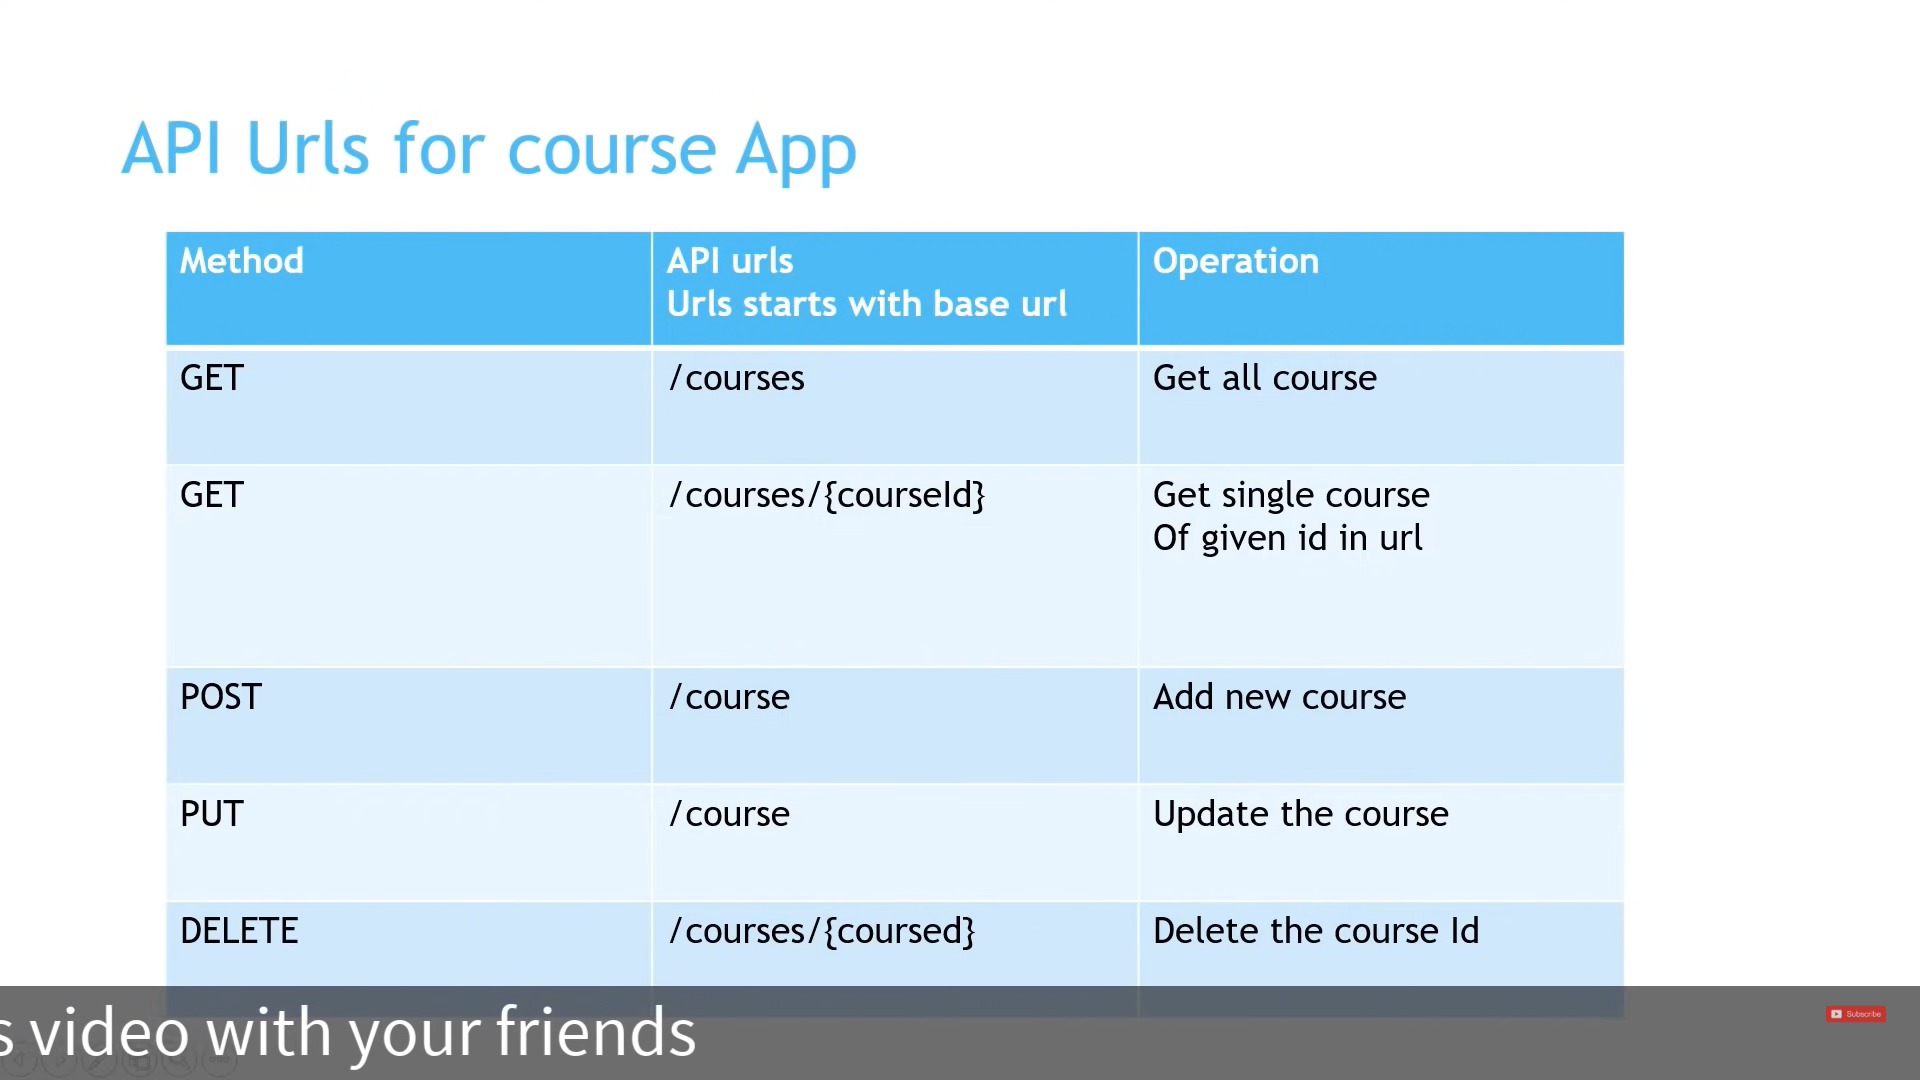 API Urls for course App
Method
API urls
Urls starts with base url
Operation
GET
/courses
Get all course
GET
/courses/{courseId}
Get single course
Of given id in url
POST
/course
Add new course
PUT
/course
Update the course
DELETE
/courses/{coursed}
Delete the course Id
s video with your friends
Subscribe